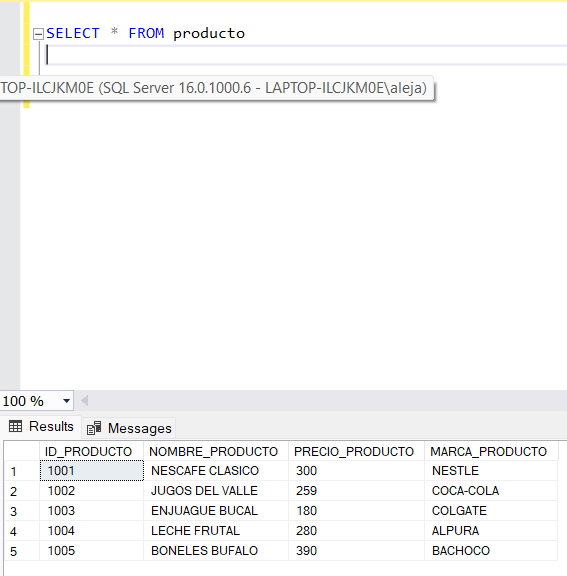 SELECT * FROM producto
TOP-ILCJKM0E (SQL Server 16.0.1000.6 - LAPTOP-ILCJKM0E\aleja)
100 %
Results Messages
ID_PRODUCTO NOMBRE_PRODUCTO PRECIO_PRODUCTO MARCA_PRODUCTO
1 1001 NESCAFE CLASICO 300 NESTLE
2 1002 JUGOS DEL VALLE 259 COCA-COLA
3 1003 ENJUAGUE BUCAL 180 COLGATE
4 1004 LECHE FRUTAL 280 ALPURA
5 1005 BONELES BUFALO 390 BACHOCO